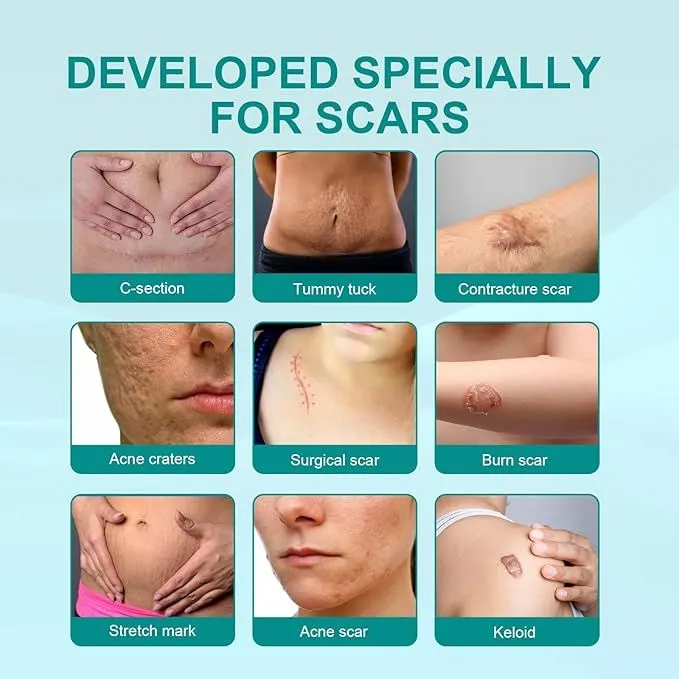 DEVELOPED SPECIALLY
FOR SCARS
C-section
Tummy tuck
Contracture scar
Acne craters
Surgical scar
Burn scar
Stretch mark
Acne scar
Keloid